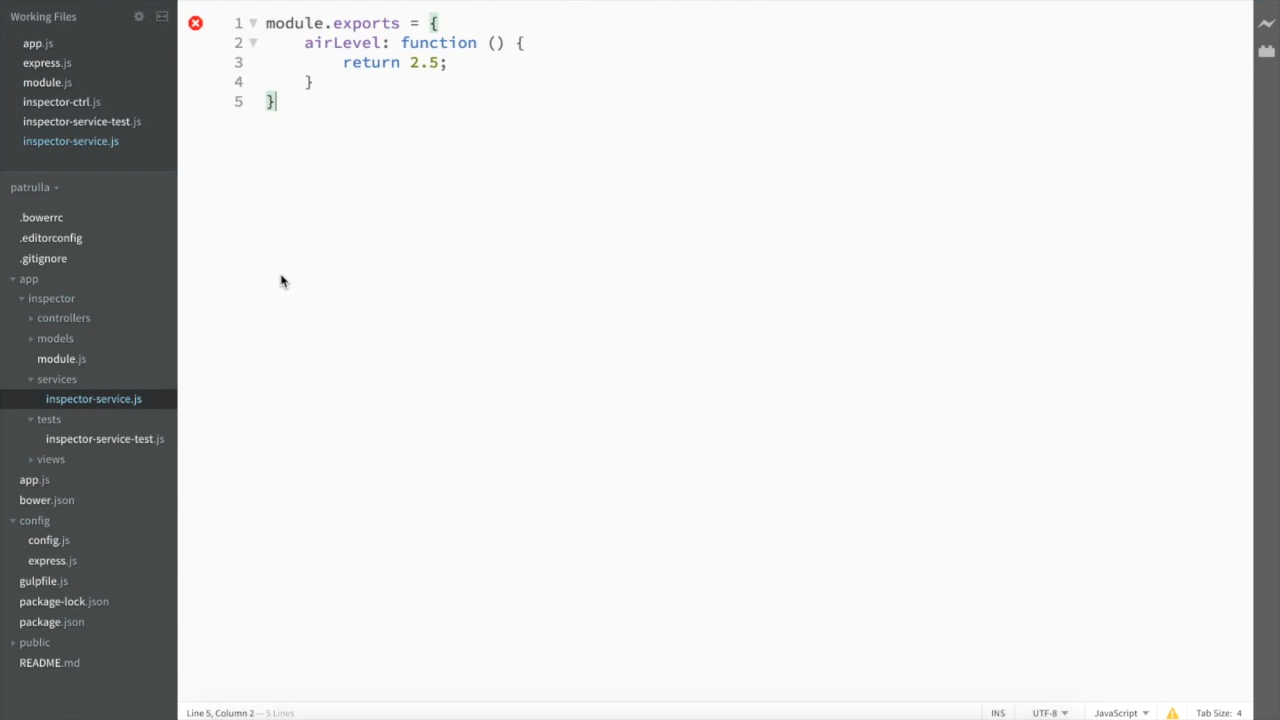 Working Files
app.js
express.js
module.js
inspector-ctrl.js
inspector-service-test.js
inspector-service.js
patrulla
.bowerrc
.editorconfig
.gitignore
app
inspector
controllers
models
module.js
services
inspector-service.js
tests
inspector-service-test.js
views
app.js
bower.json
config
config.js
express.js
gulpfile.js
package-lock.json
package.json
public
README.md
1 module.exports = {
2 airLevel: function () {
3 return 2.5;
4 }
5 }
Line 5, Column 2 — 5 Lines
INS UTF-8 JavaScript Tab Size: 4